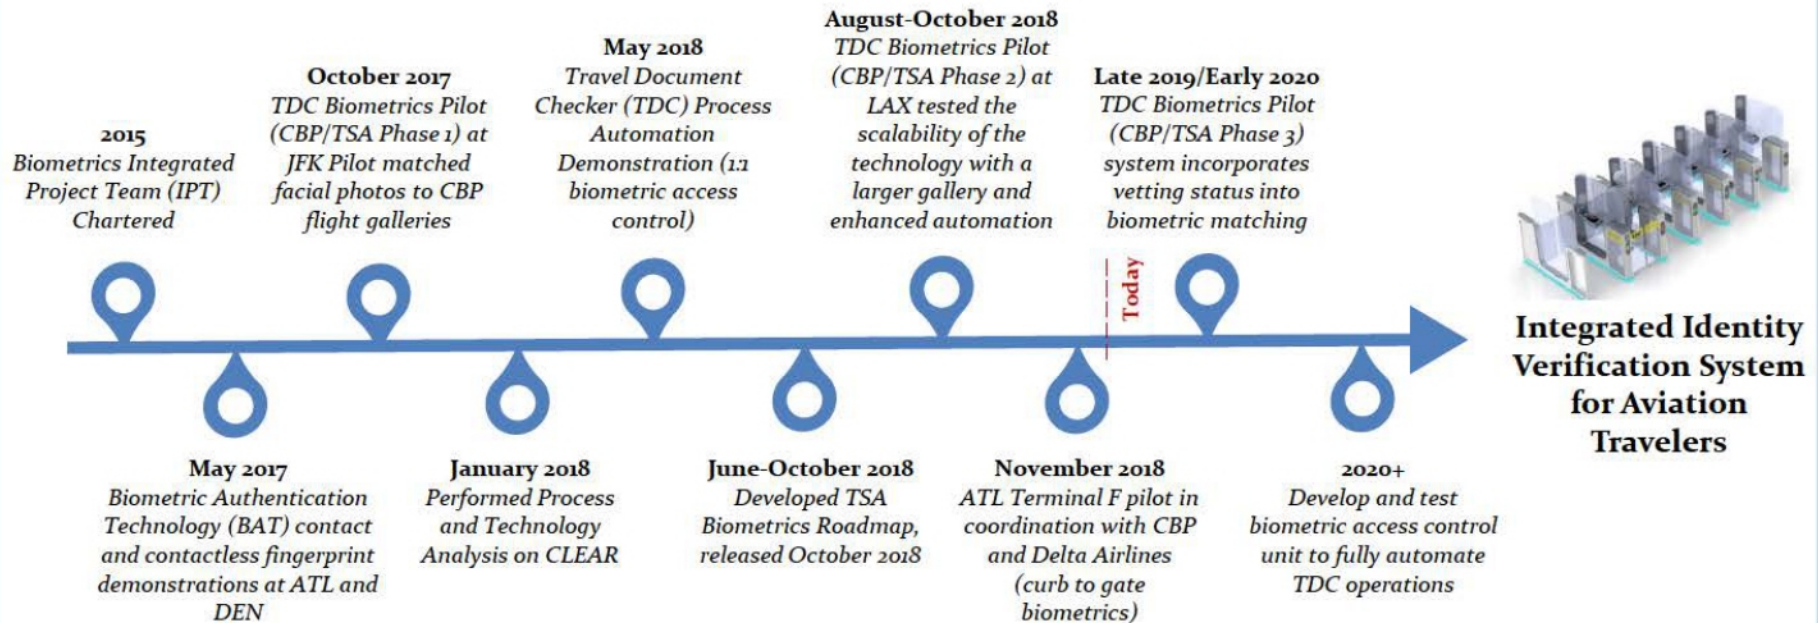 2015
Biometrics Integrated
Project Team (IPT)
Chartered
May 2017
Biometric Authentication
Technology (BAT) contact
and contactless fingerprint
demonstrations at ATL and
DEN
October 2017
TDC Biometrics Pilot
(CBP/TSA Phase 1) at
JFK Pilot matched
facial photos to CBP
flight galleries
January 2018
Performed Process
and Technology
Analysis on CLEAR
May 2018
Travel Document
Checker (TDC) Process
Automation
Demonstration (1:1
biometric access
control)
June-October 2018
Developed TSA
Biometrics Roadmap,
released October 2018
August-October 2018
TDC Biometrics Pilot
(CBP/TSA Phase 2) at
LAX tested the
scalability of the
technology with a
larger gallery and
enhanced automation
November 2018
ATL Terminal F pilot in
coordination with CBP
and Delta Airlines
(curb to gate
biometrics)
Today
Late 2019/Early 2020
TDC Biometrics Pilot
(CBP/TSA Phase 3)
system incorporates
vetting status into
biometric matching
2020+
Develop and test
biometric access control
unit to fully automate
TDC operations
Integrated Identity
Verification System
for Aviation
Travelers